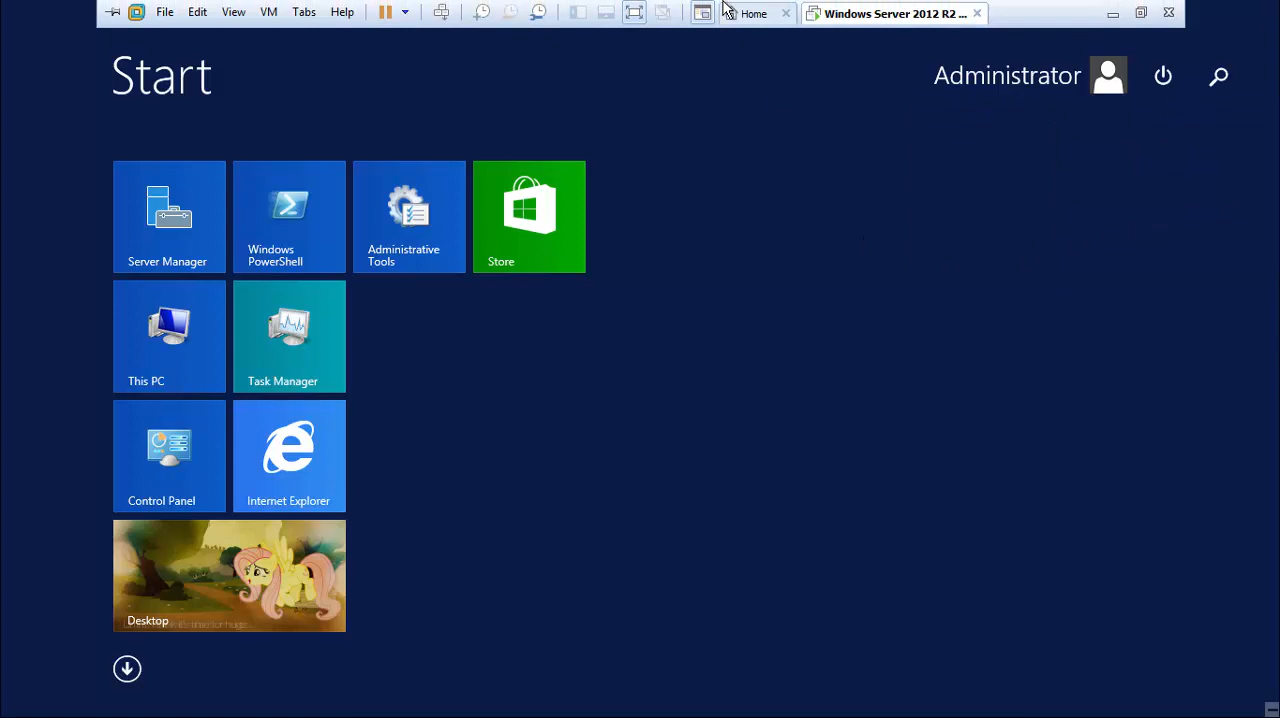 File Edit View VM Tabs Help Home Windows Server 2012 R2 ...
Start
Administrator
Server Manager
Windows PowerShell
Administrative Tools
Store
This PC
Task Manager
Control Panel
Internet Explorer
Desktop